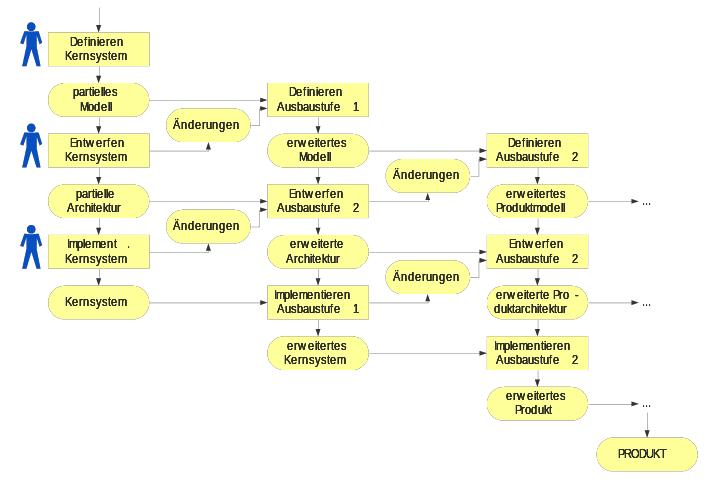 Definieren
Kernsystem
partielles
Modell
Definieren
Ausbaustufe 1
Änderungen
Entwerfen
Kernsystem
erweitertes
Modell
Definieren
Ausbaustufe 2
Änderungen
partielle
Architektur
Entwerfen
Ausbaustufe 2
erweitertes
Produktmodell
...
Änderungen
Implement .
Kernsystem
erweiterte
Architektur
Entwerfen
Ausbaustufe 2
Änderungen
Kernsystem
Implementieren
Ausbaustufe 1
erweiterte Pro -
duktarchitektur
...
erweitertes
Kernsystem
Implementieren
Ausbaustufe 2
erweitertes
Produkt
...
PRODUKT